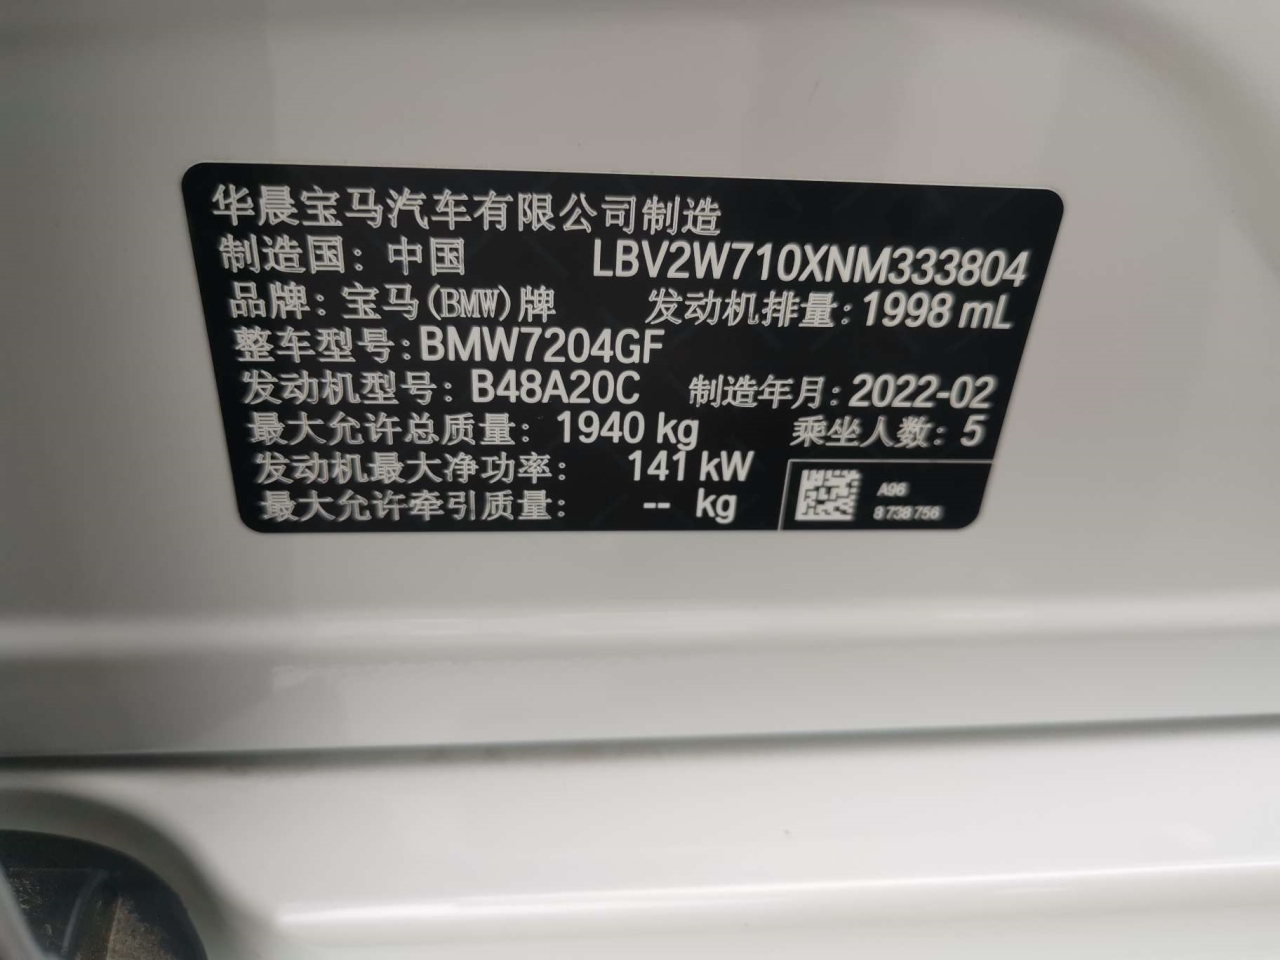 华晨宝马汽车有限公司制造
制造国：中国 LBV2W710XNM333804
品牌：宝马(BMW)牌 发动机排量：1998 mL
整车型号：BMW7204GF
发动机型号：B48A20C 制造年月：2022-02
最大允许总质量：1940 kg 乘坐人数：5
发动机最大净功率：141 kW
最大允许牵引质量：-- kg
A96
8 738 756